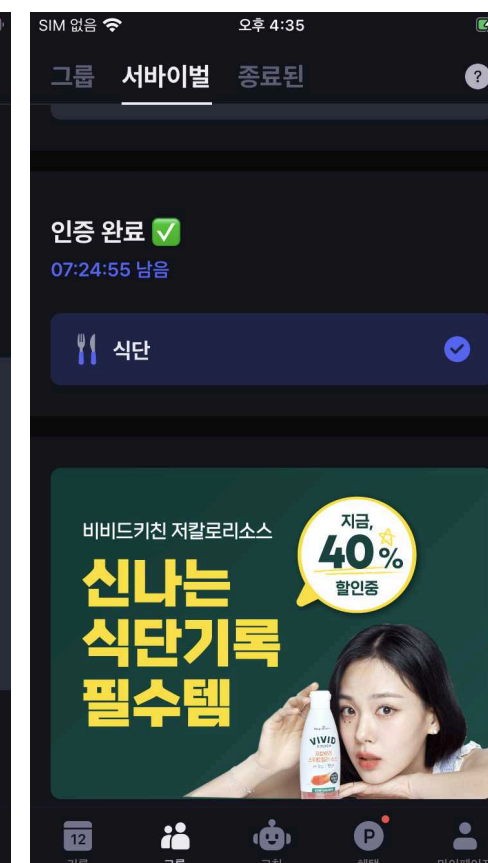 SIM 없음
오후 4:35
그룹 서바이벌 종료된
?
인증 완료 ✅
07:24:55 남음
식단
비비드키친 저칼로리소스
신나는
식단기록
필수템
지금,
40%
할인중
VIVID
12
P